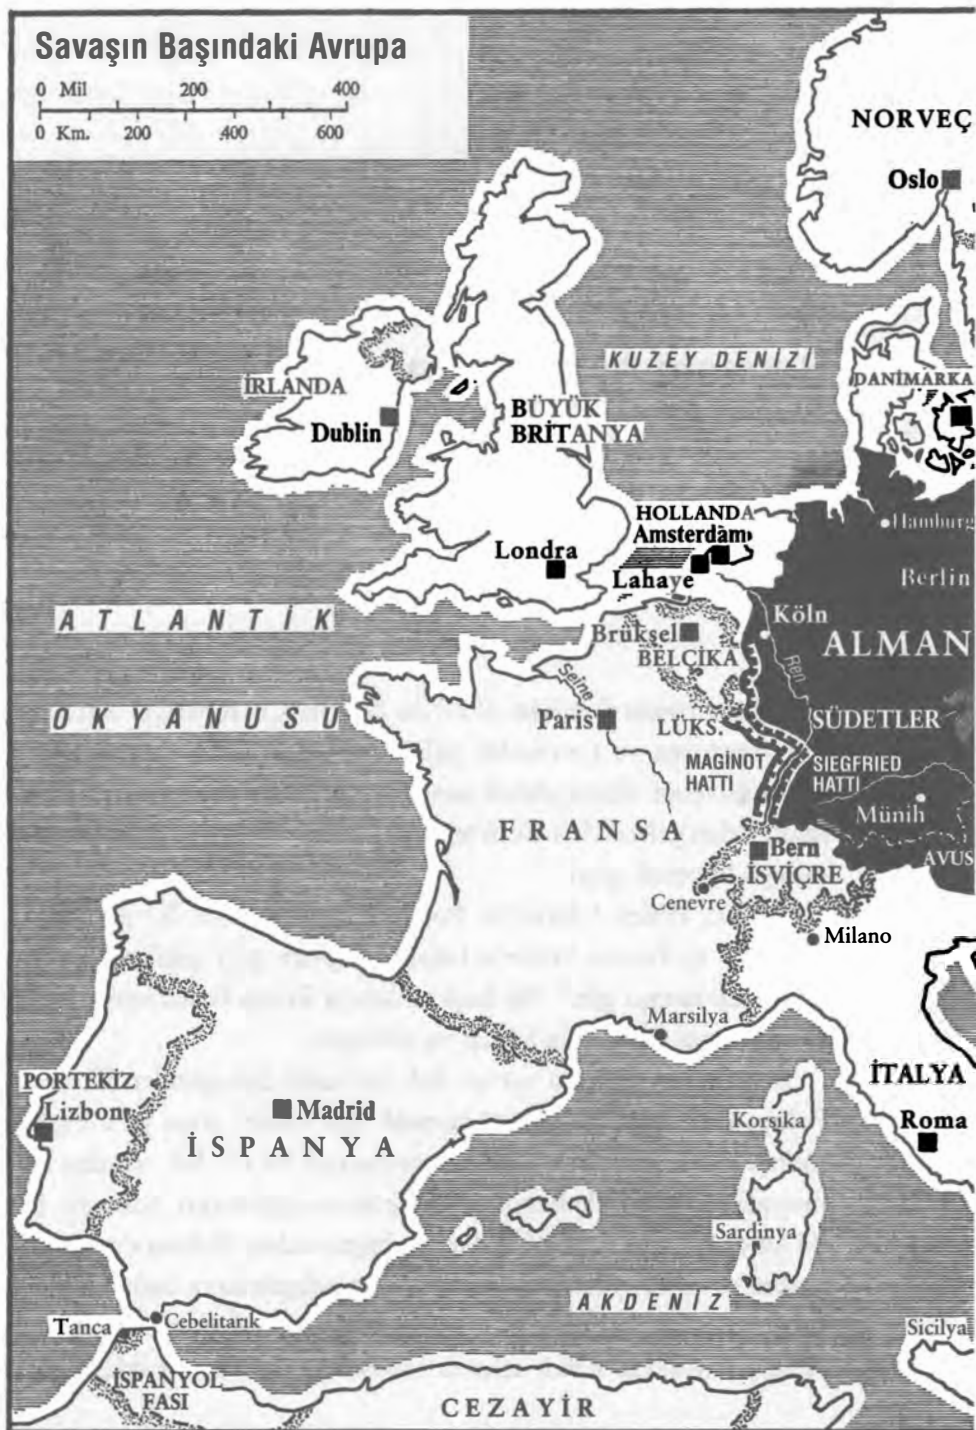 Savaşın Başındaki Avrupa
0 Mil 200 400
0 Km. 200 400 600
NORVEÇ
Oslo
KUZEY DENİZİ
İRLANDA
DANİMARKA
Dublin
BÜYÜK
BRİTANYA
HOLLANDA
Amsterdam
Hamburg
Londra
Lahaye
Berlin
ATLANTİK
Köln
Brüksel
BELÇİKA
ALMAN
Ren
Seine
OKYANUSU
Paris
LÜKS.
SÜDETLER
MAGINOT
HATTI
SIEGFRIED
HATTI
Münih
FRANSA
Bern
İSVİÇRE
AVUS
Cenevre
Milano
Marsilya
PORTEKİZ
Lizbon
Madrid
İSPANYA
İTALYA
Roma
Korsika
Sardinya
AKDENİZ
Tanca
Cebelitarık
Sicilya
İSPANYOL
FASI
CEZAYİR